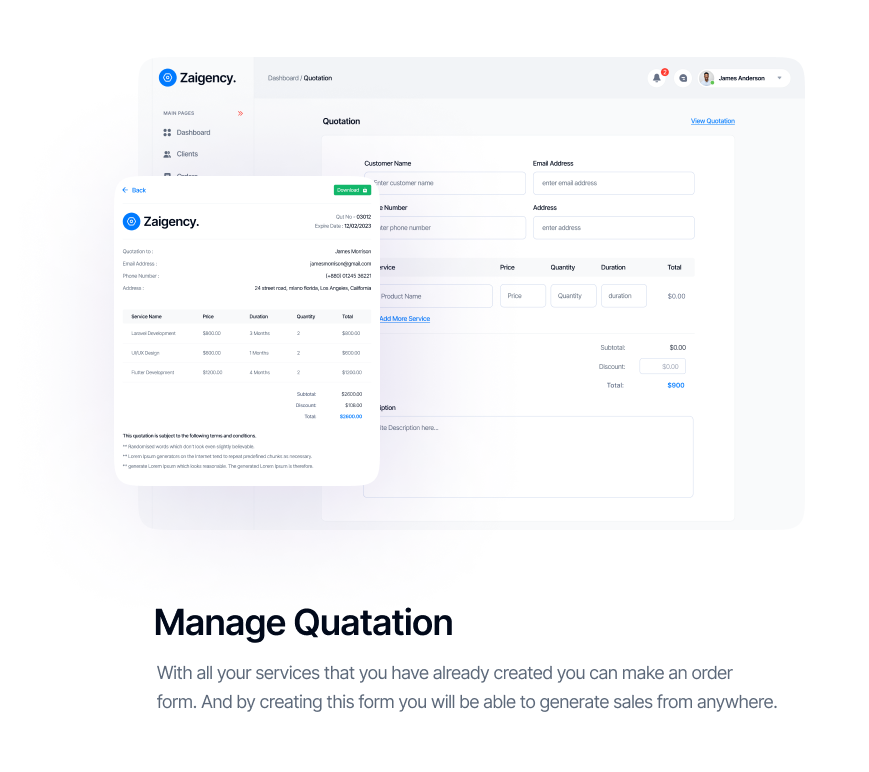 Zaigency.
Dashboard / Quotation
2
James Anderson
MAIN PAGES
Dashboard
Clients
Quotation
View Quotation
Customer Name
Email Address
Enter customer name
enter email address
Number
Address
enter phone number
enter address
Price
Quantity
Duration
Total
Product Name
Price
Quantity
duration
$0.00
Add More Service
Subtotal:
$0.00
Discount:
$0.00
Total:
$900
Description here...
Back
Download
Zaigency.
Qut No - 03012
Expire Date : 12/02/2023
Quotation to :
James Morrison
Email Address :
jamesmorrison@gmail.com
Phone Number :
(+880) 01245 36221
Address :
24 street road, miano floride, Los Angeles, California
Service Name Price Duration Quantity Total
Laravel Development $800.00 3 Months 2 $800.00
UI/UX Design $600.00 1 Months 2 $600.00
Flutter Development $1200.00 4 Months 2 $1200.00
Subtotal: $2600.00
Discount:
Total: $2600.00
This quotation is subject to the following terms and conditions.
** Randomised words which don't look even slightly believable.
** Lorem Ipsum generators on the Internet tend to repeat predefined chunks as necessary.
** generate Lorem Ipsum which looks reasonable. The generated Lorem Ipsum is therefore.
Manage Quatation
With all your services that you have already created you can make an order
form. And by creating this form you will be able to generate sales from anywhere.